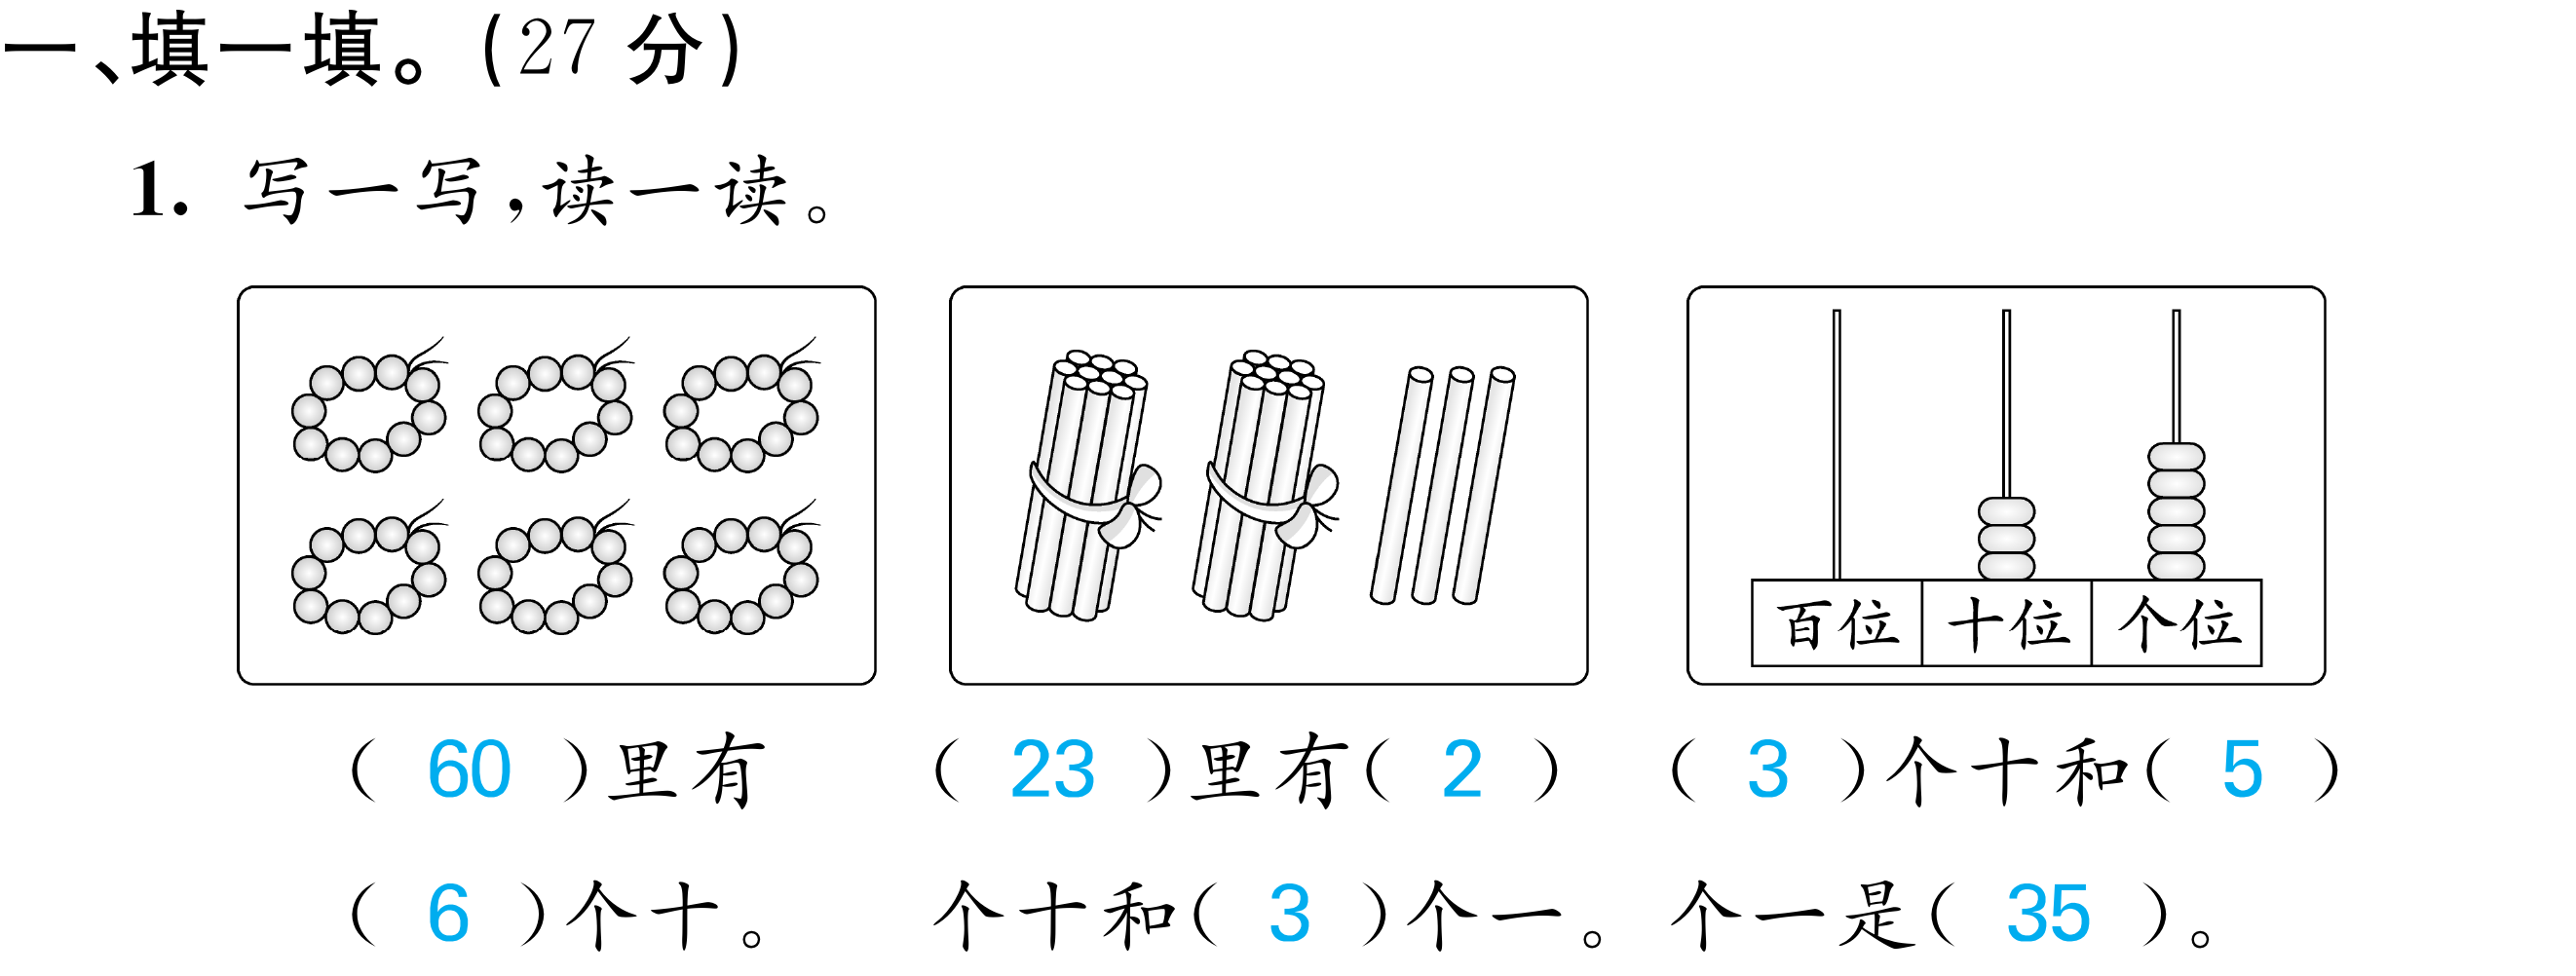 一、填一填。(27 分)
1. 写一写,读一读。
百位 十位 个位
( 60 )里有 ( 23 )里有( 2 ) ( 3 )个十和( 5 )
( 6 )个十。 个十和( 3 )个一。 个一是( 35 )。